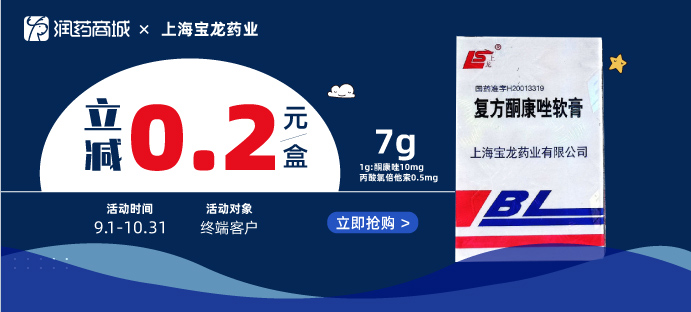 润药商城 × 上海宝龙药业
立减 0.2 元/盒
7g
1g:酮康唑10mg
丙酸氯倍他索0.5mg
活动时间 活动对象
9.1-10.31 终端客户
立即抢购 >
LS 上龙 ®
国药准字H20013319
复方酮康唑软膏
上海宝龙药业有限公司
BL